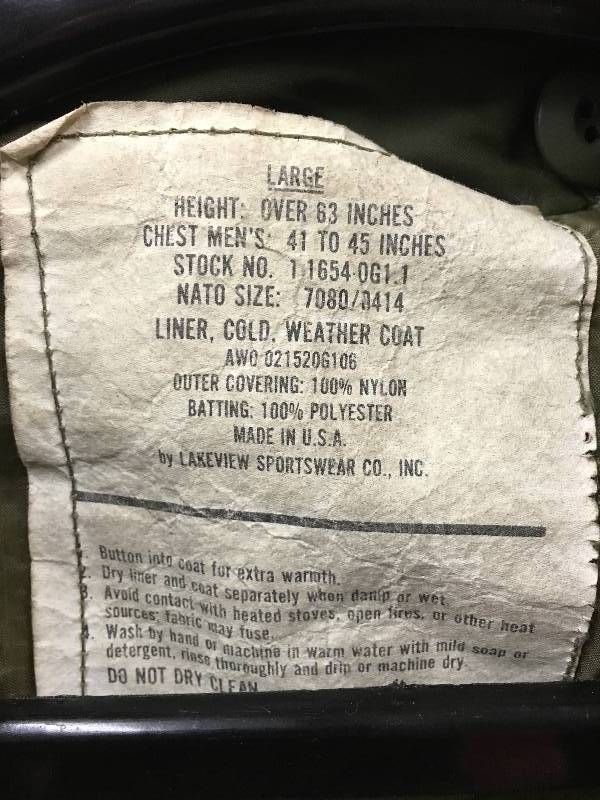 LARGE
HEIGHT: OVER 63 INCHES
CHEST MEN'S: 41 TO 45 INCHES
STOCK NO. 1 1654-OG1.1
NATO SIZE: 7080/0414
LINER, COLD, WEATHER COAT
AWO 021520G106
OUTER COVERING: 100% NYLON
BATTING: 100% POLYESTER
MADE IN U.S.A.
by LAKEVIEW SPORTSWEAR CO., INC.
1. Button into coat for extra warmth.
2. Dry liner and coat separately when damp or wet
3. Avoid contact with heated stoves, open fires, or other heat
sources; fabric may fuse.
4. Wash by hand or machine in warm water with mild soap or
detergent, rinse thoroughly and drip or machine dry
DO NOT DRY CLEAN